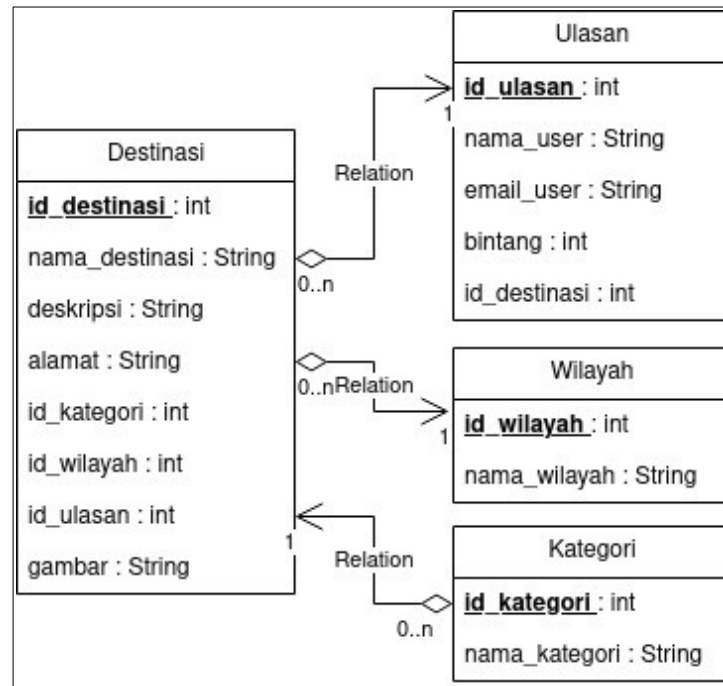 Destinasi
id_destinasi : int
nama_destinasi : String
deskripsi : String
alamat : String
id_kategori : int
id_wilayah : int
id_ulasan : int
gambar : String
Relation
0..n
1
Relation
0..n
1
Relation
1
0..n
Ulasan
id_ulasan : int
nama_user : String
email_user : String
bintang : int
id_destinasi : int
Wilayah
id_wilayah : int
nama_wilayah : String
Kategori
id_kategori : int
nama_kategori : String